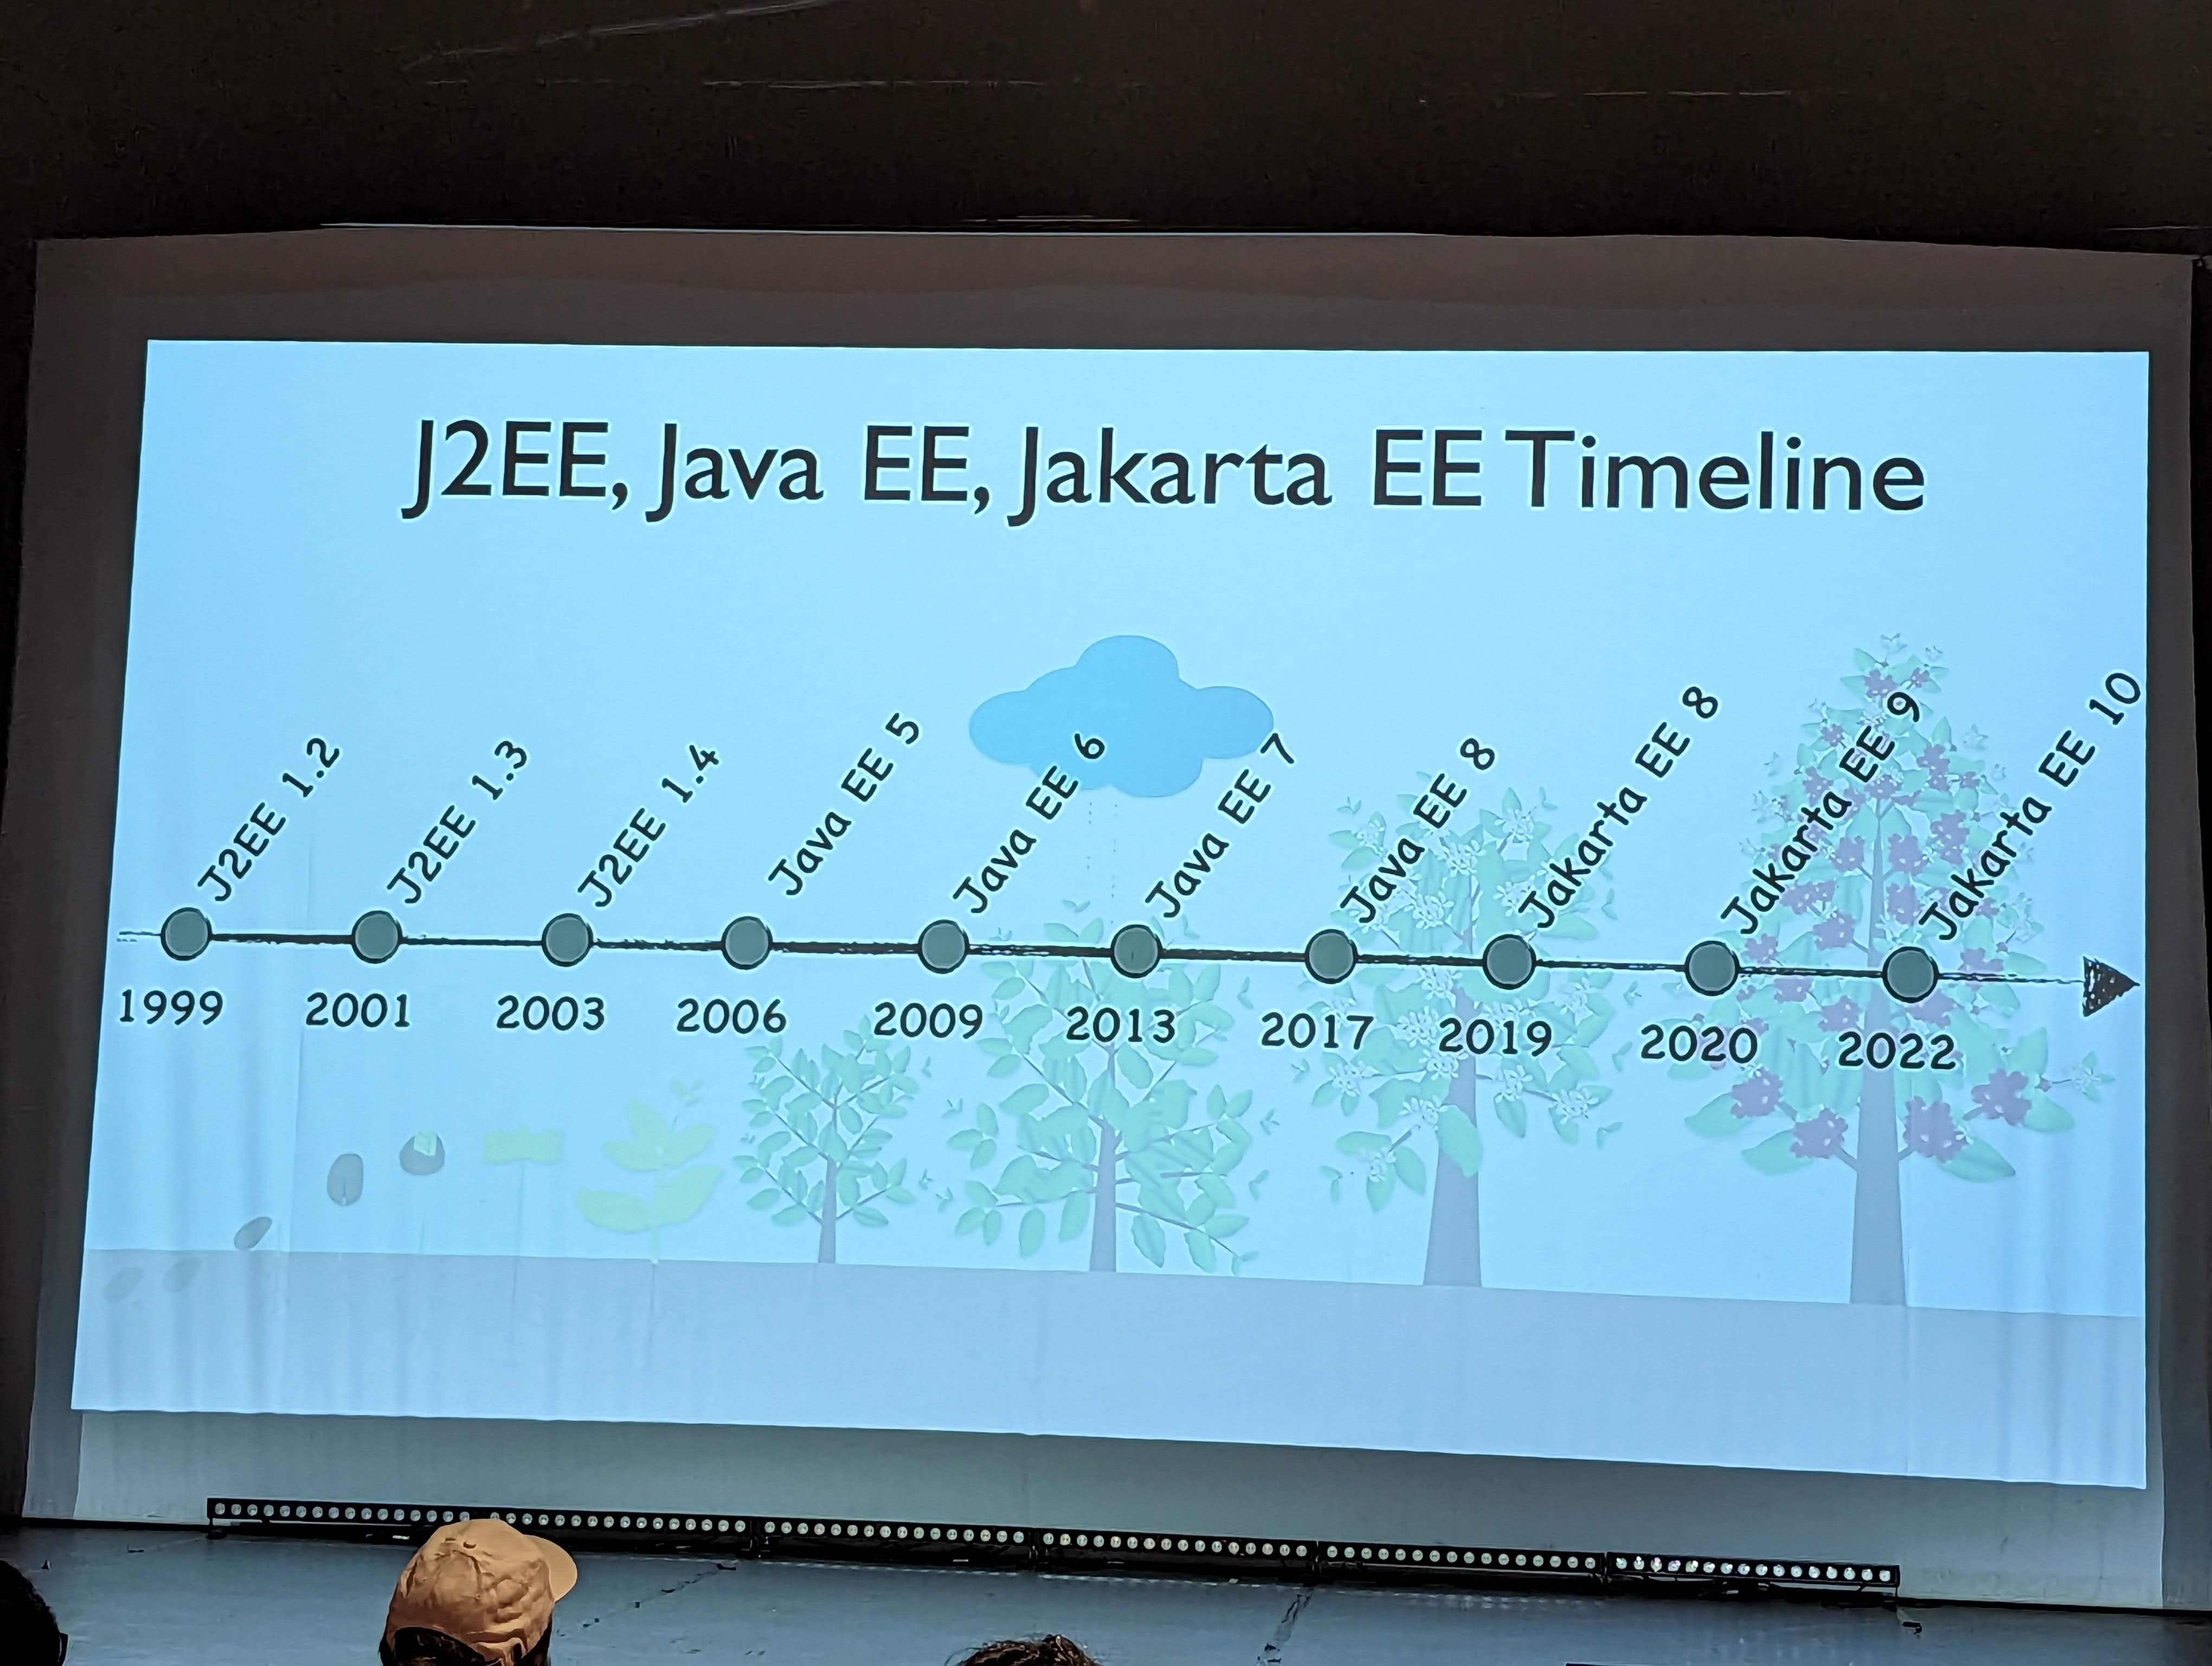 J2EE, Java EE, Jakarta EE Timeline
J2EE 1.2
J2EE 1.3
J2EE 1.4
Java EE 5
Java EE 6
Java EE 7
Java EE 8
Jakarta EE 8
Jakarta EE 9
Jakarta EE 10
1999
2001
2003
2006
2009
2013
2017
2019
2020
2022